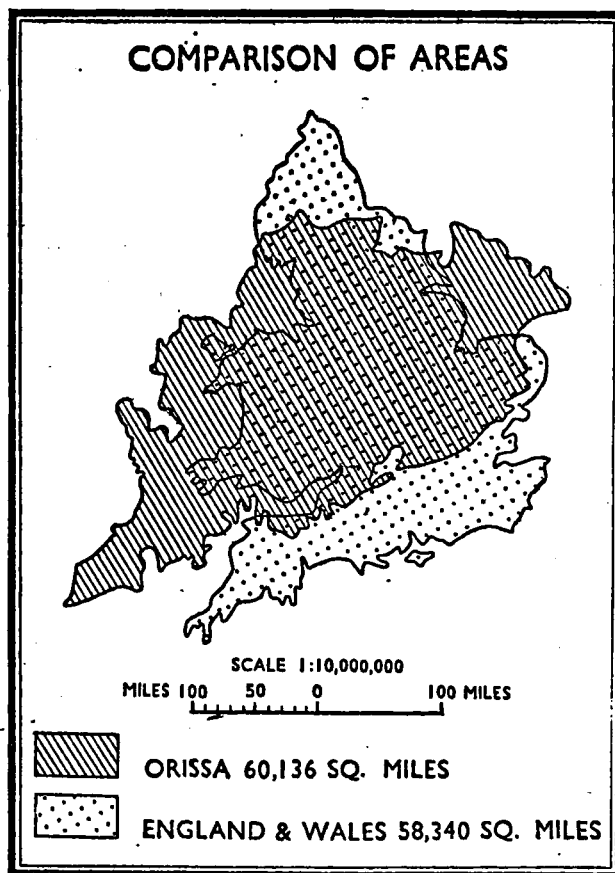 COMPARISON OF AREAS
SCALE 1:10,000,000
MILES 100 50 0 100 MILES
ORISSA 60,136 SQ. MILES
ENGLAND & WALES 58,340 SQ. MILES